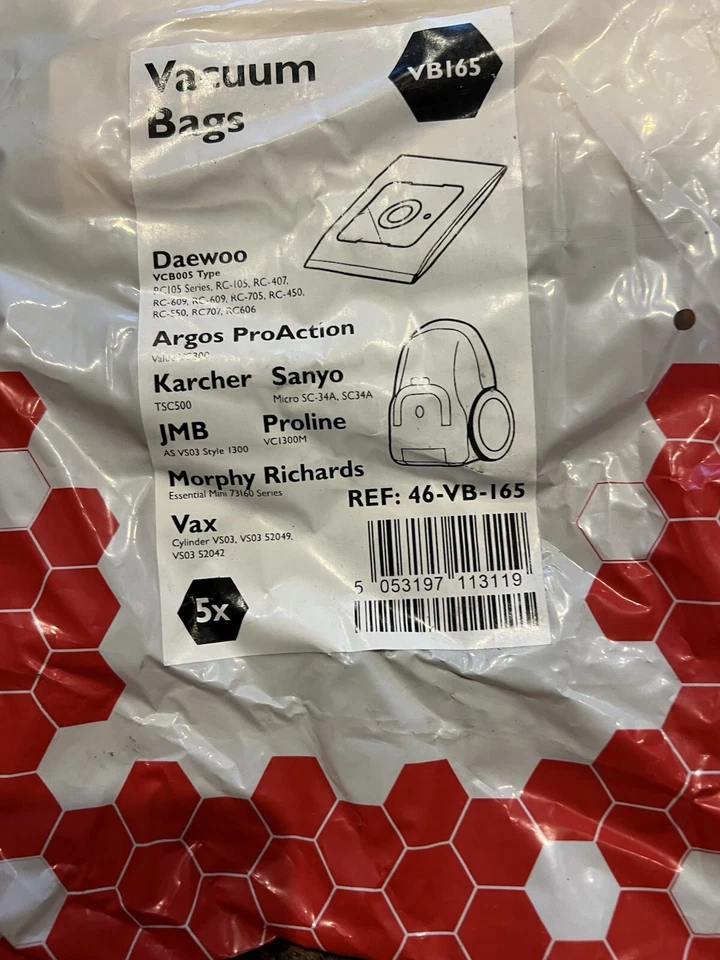 Vacuum
Bags
VB165
Daewoo
VCB005 Type
RC105 Series, RC-105, RC-407,
RC-609, RC-609, RC-705, RC-450,
RC-550, RC707, RC606
Argos ProAction
Karcher
TSC500
Sanyo
Micro SC-34A, SC34A
JMB
AS VS03 Style 1300
Proline
VC1300M
Morphy Richards
Essential Mini 73160 Series
REF: 46-VB-165
Vax
Cylinder VS03, VS03 52049,
VS03 52042
5x
5 053197 113119